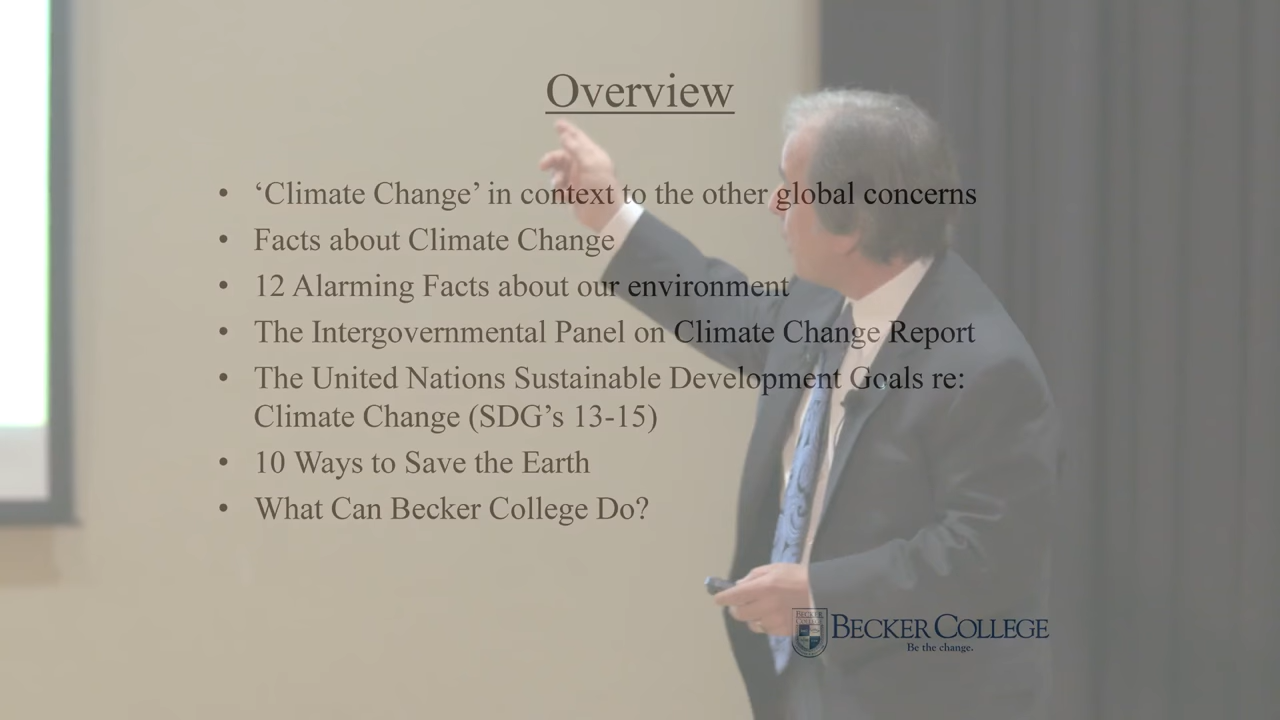 Overview
• ‘Climate Change’ in context to the other global concerns
• Facts about Climate Change
• 12 Alarming Facts about our environment
• The Intergovernmental Panel on Climate Change Report
• The United Nations Sustainable Development Goals re:
Climate Change (SDG’s 13-15)
• 10 Ways to Save the Earth
• What Can Becker College Do?
BECKER COLLEGE
Be the change.